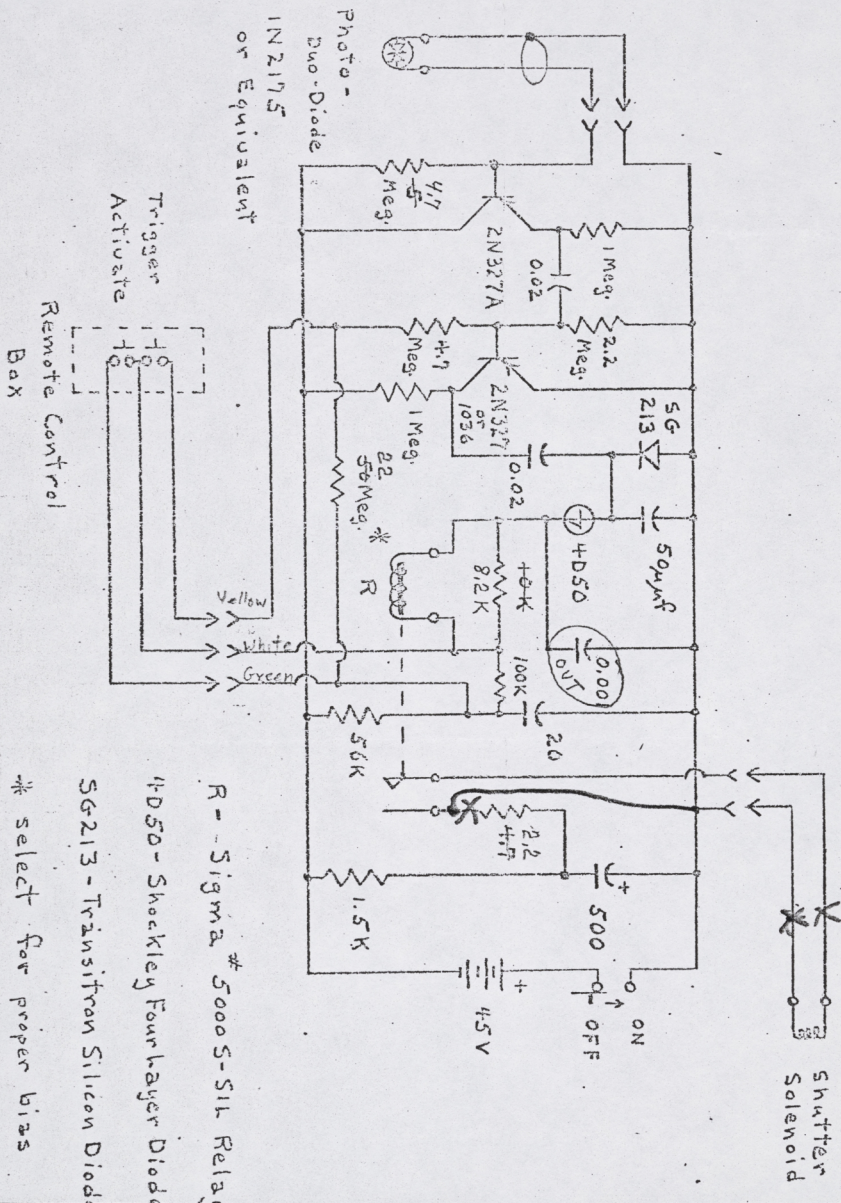 Photo-
Duo-Diode
1N2175
or Equivalent
4.7
5
Meg.
2N327A
1 Meg.
0.02
4.7
Meg.
2.2
Meg.
2N327
or
1036
1 Meg.
0.02
SG
213
50µµf
4D50
22
50 Meg. *
R
10K
8.2K
0.001
OUT
100K
20
56K
2.2
4.7
500
+
1.5K
45V
+
ON
OFF
Shutter
Solenoid
Yellow
White
Green
Trigger
Activate
Remote Control
Box
R - Sigma # 5000 S-SIL Relay
4D50 - Shockley Four Layer Diode
SG213 - Transitron Silicon Diode
* select for proper bias